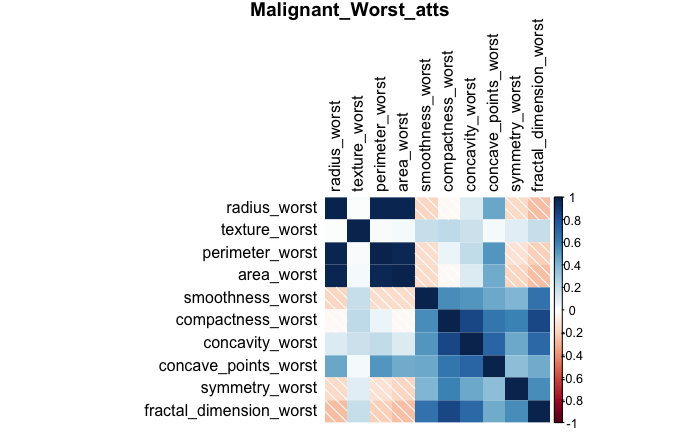 Malignant_Worst_atts
radius_worst
texture_worst
perimeter_worst
area_worst
smoothness_worst
compactness_worst
concavity_worst
concave_points_worst
symmetry_worst
fractal_dimension_worst
radius_worst
texture_worst
perimeter_worst
area_worst
smoothness_worst
compactness_worst
concavity_worst
concave_points_worst
symmetry_worst
fractal_dimension_worst
1
0.8
0.6
0.4
0.2
0
-0.2
-0.4
-0.6
-0.8
-1